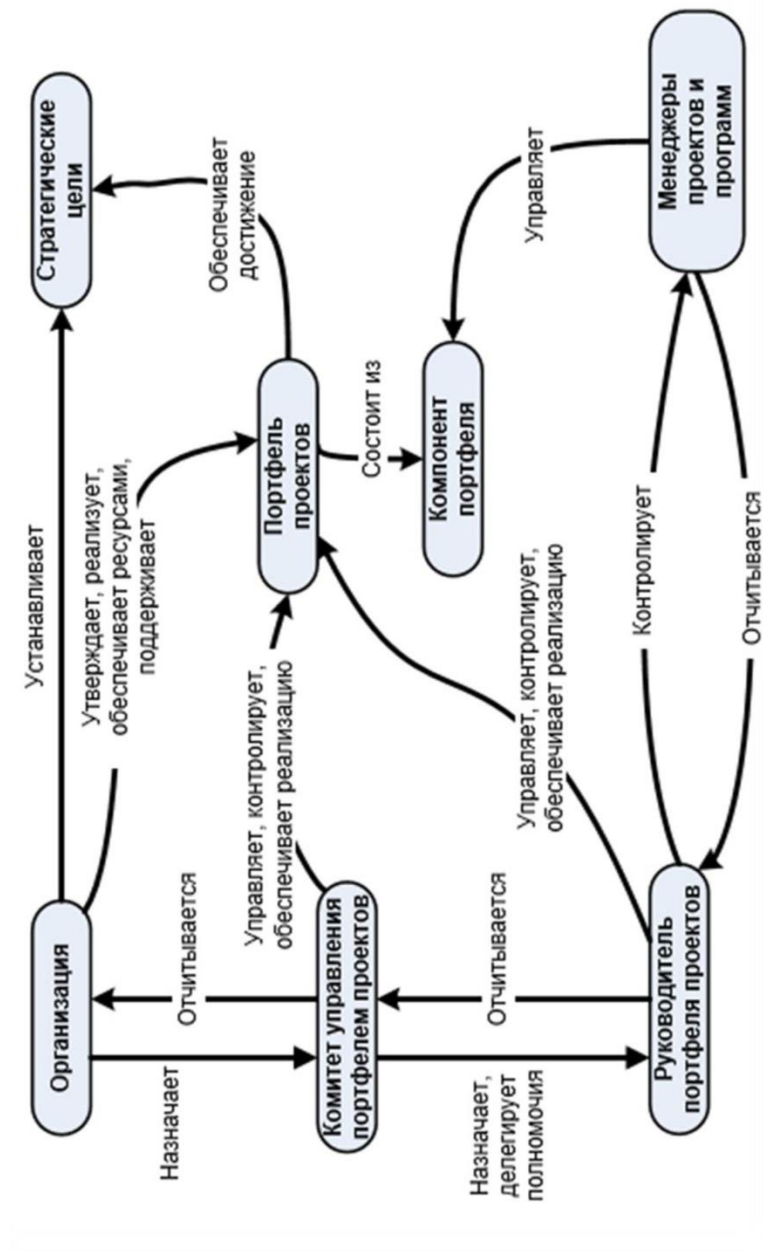 Организация
Устанавливает
Стратегические
цели
Утверждает, реализует,
обеспечивает ресурсами,
поддерживает
Обеспечивает
достижение
Назначает
Отчитывается
Управляет, контролирует,
обеспечивает реализацию
Портфель
проектов
Комитет управления
портфелем проектов
Состоит из
Компонент
портфеля
Управляет
Назначает,
делегирует
полномочия
Отчитывается
Управляет, контролирует,
обеспечивает реализацию
Руководитель
портфеля проектов
Контролирует
Менеджеры
проектов и
программ
Отчитывается